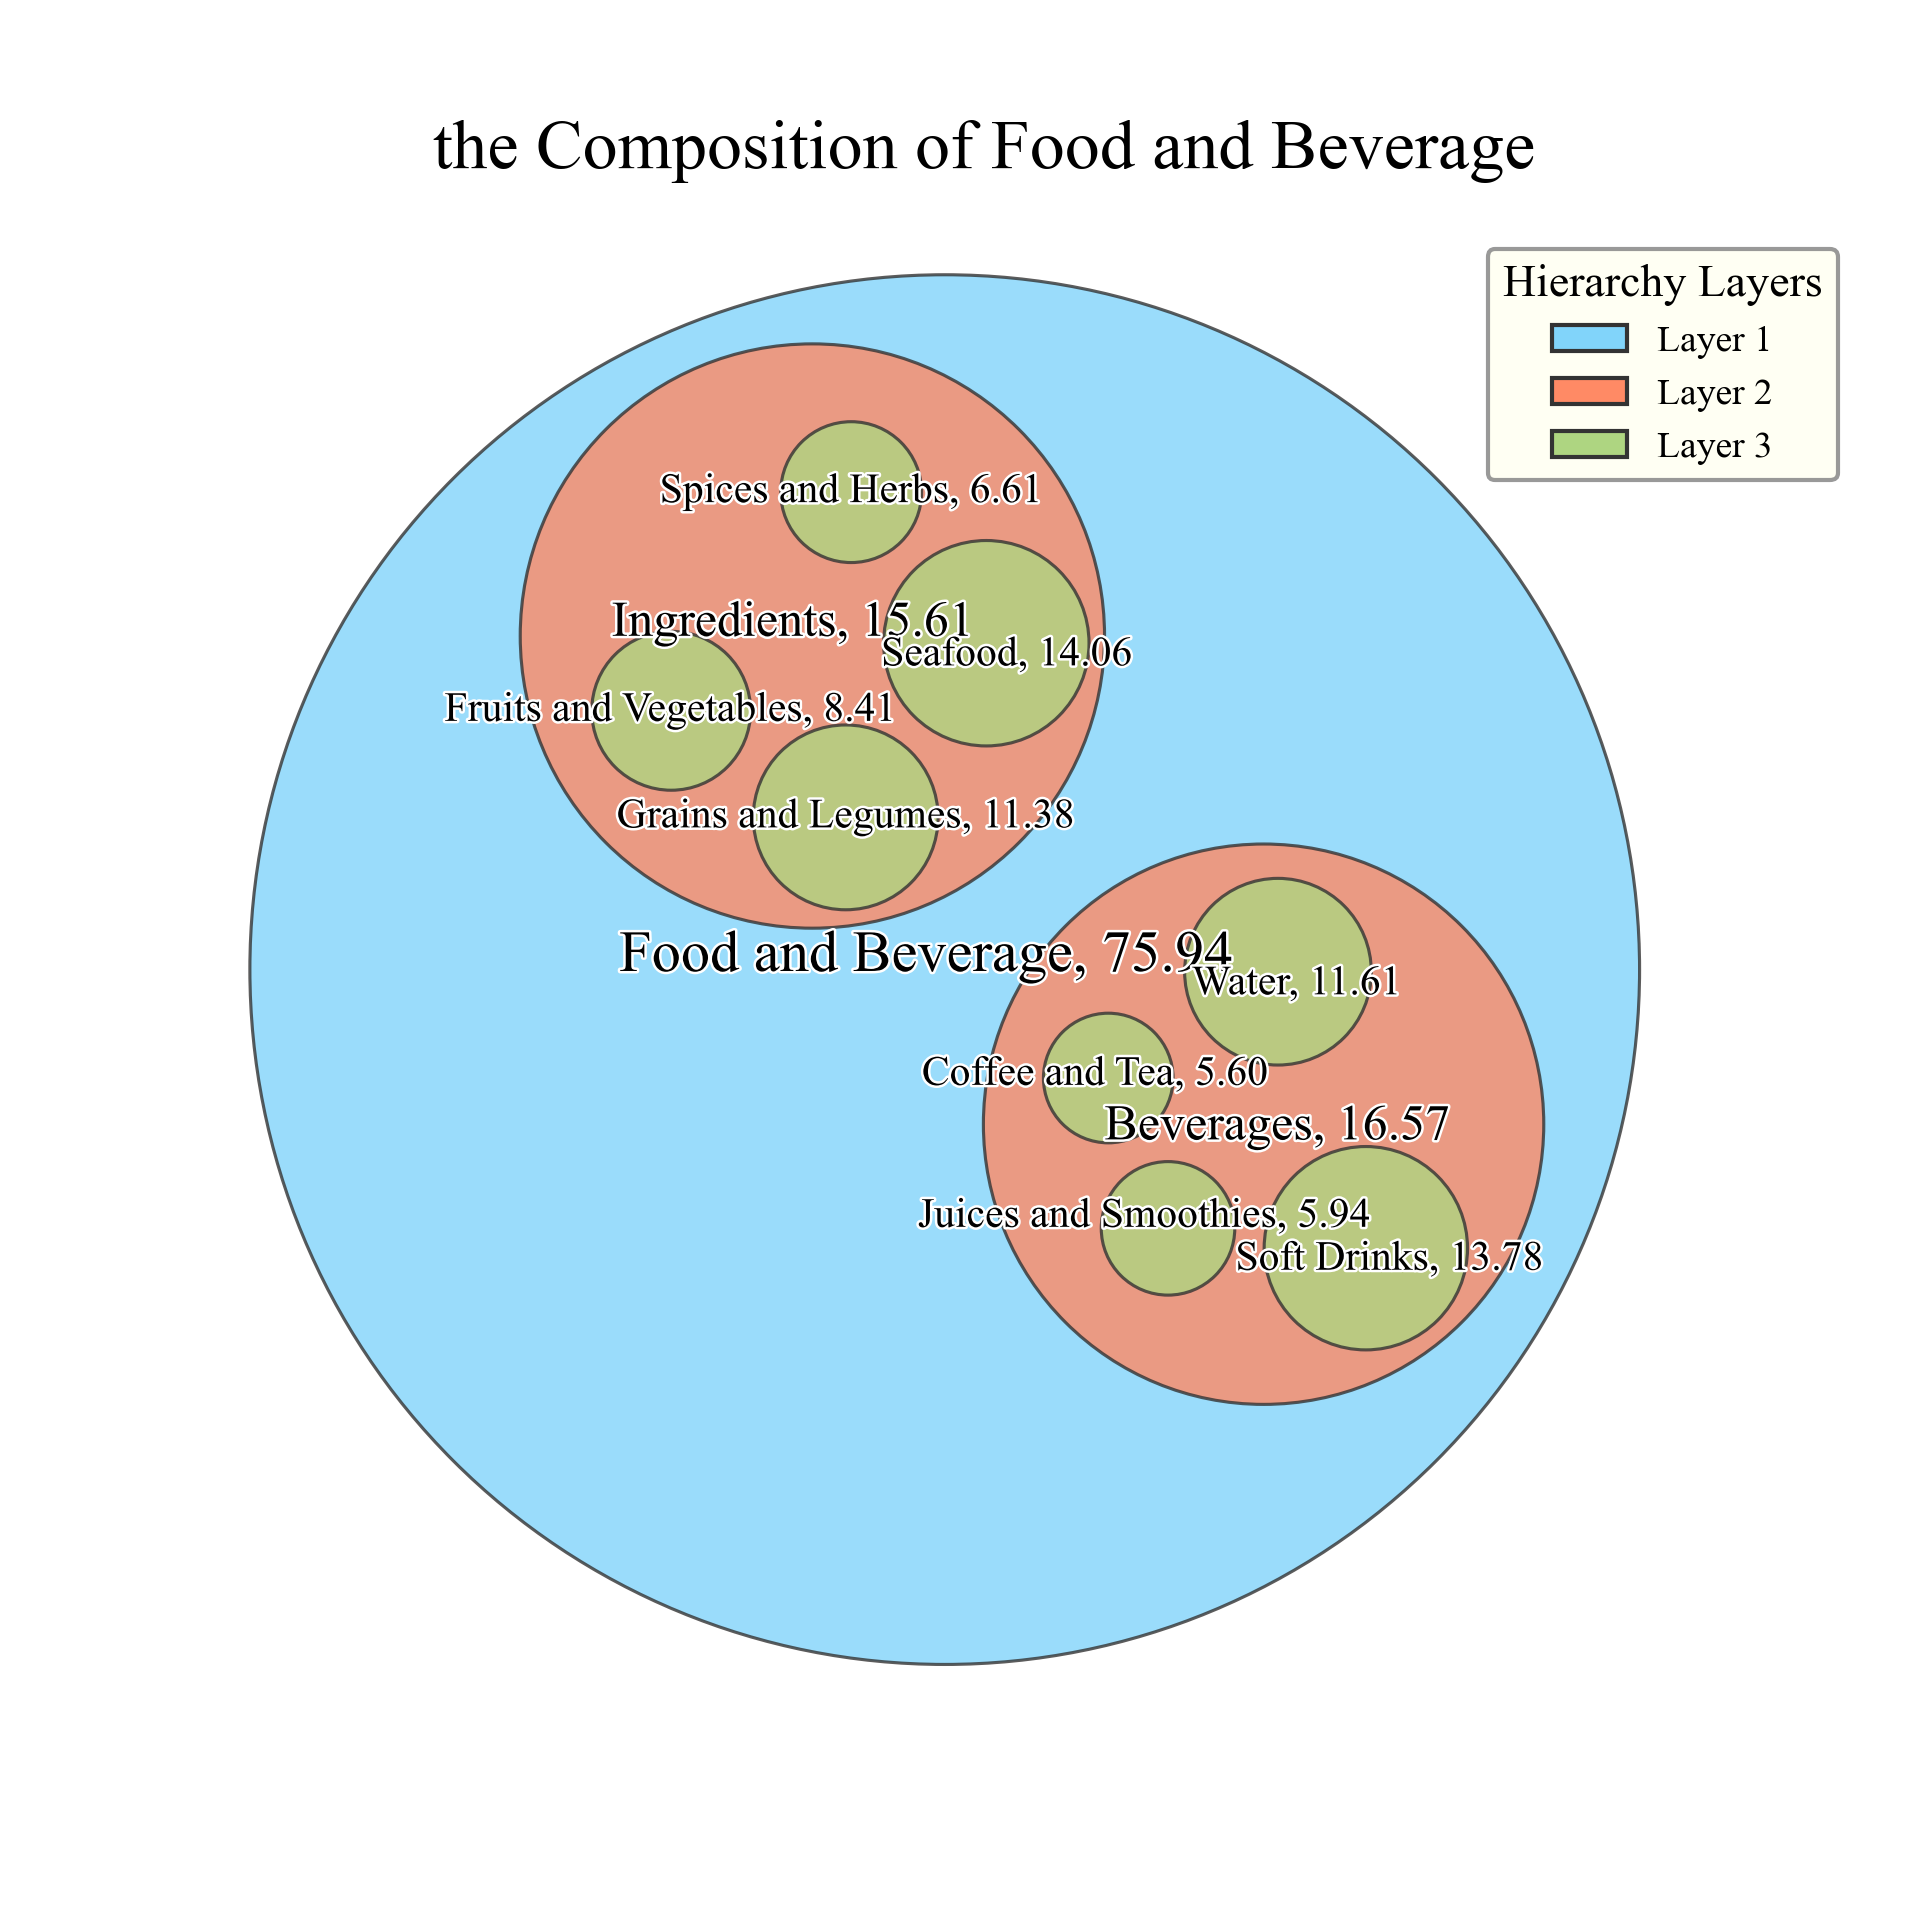 the Composition of Food and Beverage
Hierarchy Layers
Layer 1
Layer 2
Layer 3
Spices and Herbs, 6.61
Ingredients, 15.61
Seafood, 14.06
Fruits and Vegetables, 8.41
Grains and Legumes, 11.38
Food and Beverage, 75.94
Water, 11.61
Coffee and Tea, 5.60
Beverages, 16.57
Juices and Smoothies, 5.94
Soft Drinks, 13.78